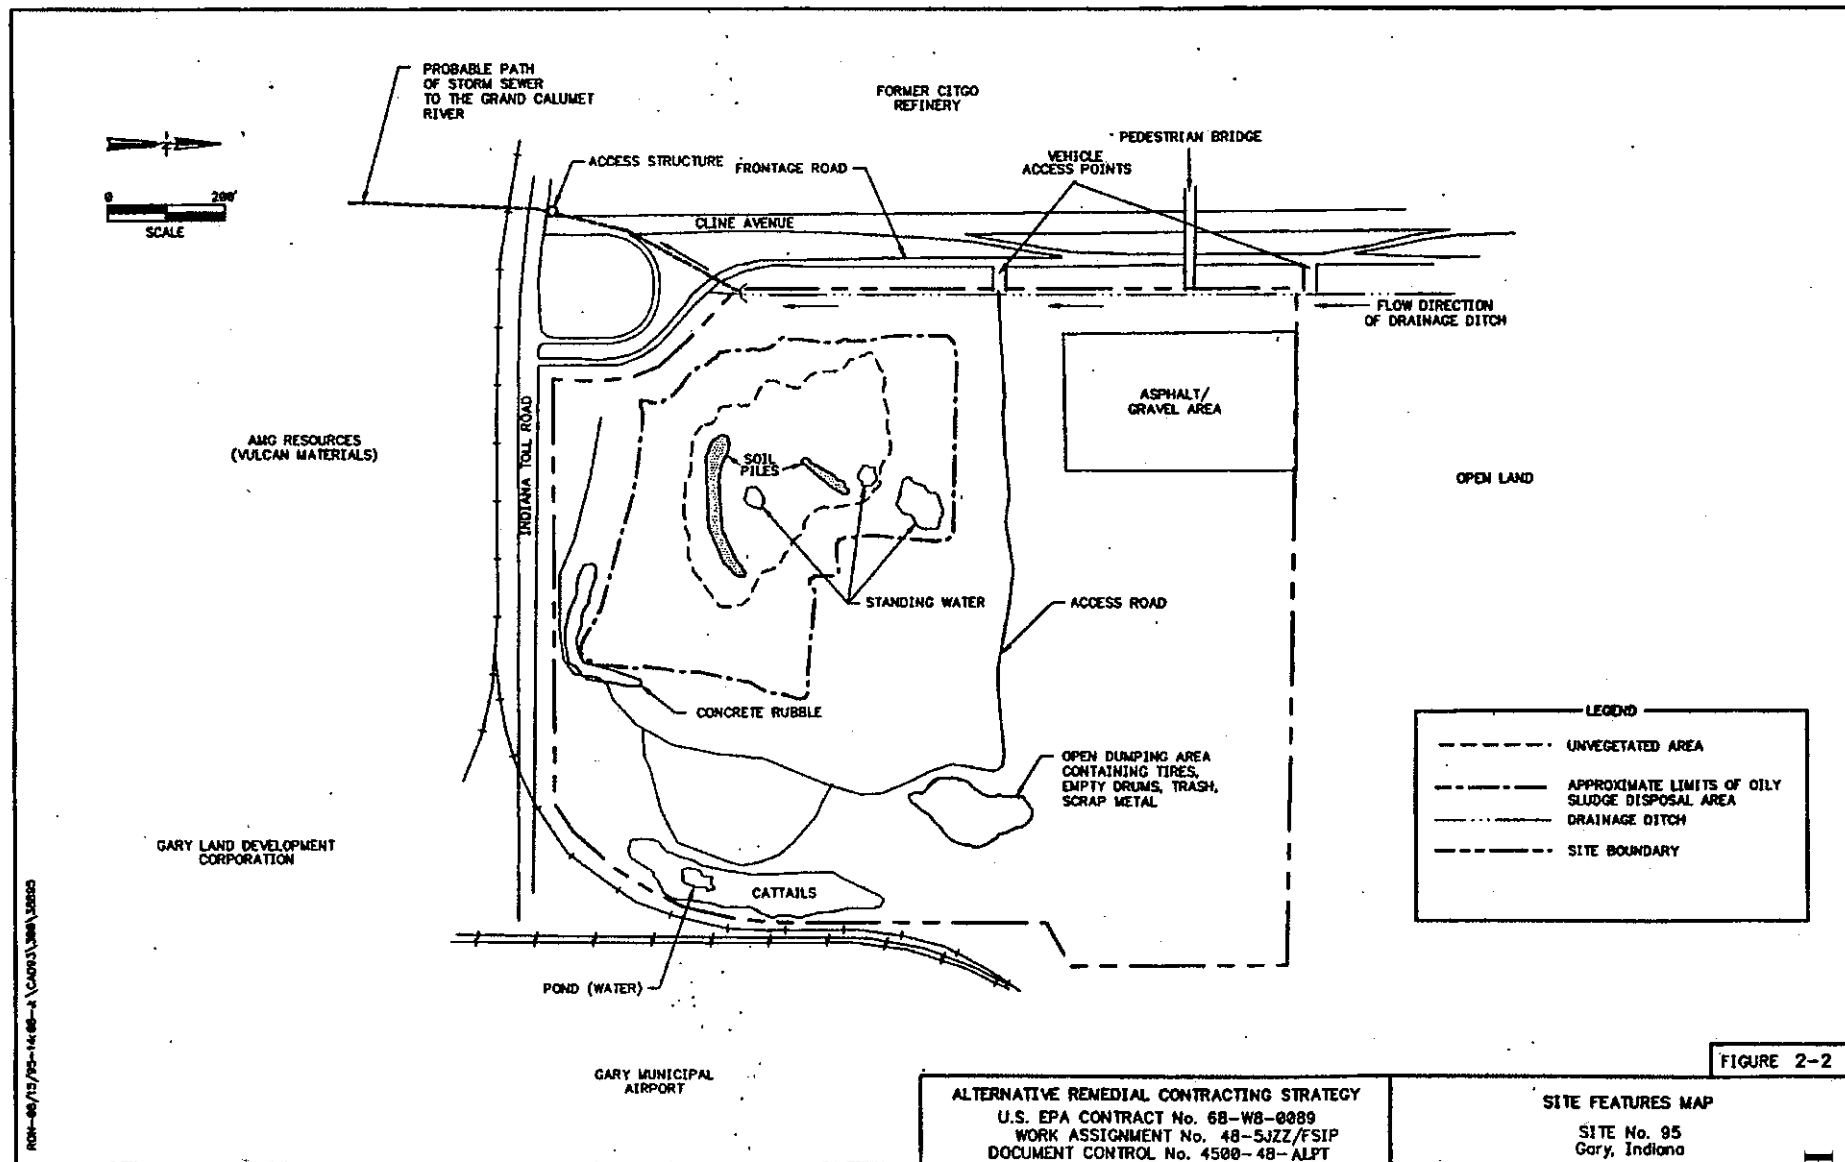 PROBABLE PATH
OF STORM SEWER
TO THE GRAND CALUMET
RIVER
FORMER CITGO
REFINERY
PEDESTRIAN BRIDGE
VEHICLE
ACCESS POINTS
ACCESS STRUCTURE
FRONTAGE ROAD
0 200'
SCALE
CLINE AVENUE
FLOW DIRECTION
OF DRAINAGE DITCH
ASPHALT/
GRAVEL AREA
AMG RESOURCES
(VULCAN MATERIALS)
INDIANA TOLL ROAD
SOIL
PILES
OPEN LAND
STANDING WATER
ACCESS ROAD
CONCRETE RUBBLE
OPEN DUMPING AREA
CONTAINING TIRES,
EMPTY DRUMS, TRASH,
SCRAP METAL
LEGEND
UNVEGETATED AREA
APPROXIMATE LIMITS OF OILY
SLUDGE DISPOSAL AREA
DRAINAGE DITCH
SITE BOUNDARY
GARY LAND DEVELOPMENT
CORPORATION
CATTAILS
POND (WATER)
GARY MUNICIPAL
AIRPORT
FIGURE 2-2
ALTERNATIVE REMEDIAL CONTRACTING STRATEGY
U.S. EPA CONTRACT No. 68-W8-0089
WORK ASSIGNMENT No. 48-5JZZ/FSIP
DOCUMENT CONTROL No. 4500-48-ALPT
SITE FEATURES MAP
SITE No. 95
Gary, Indiana